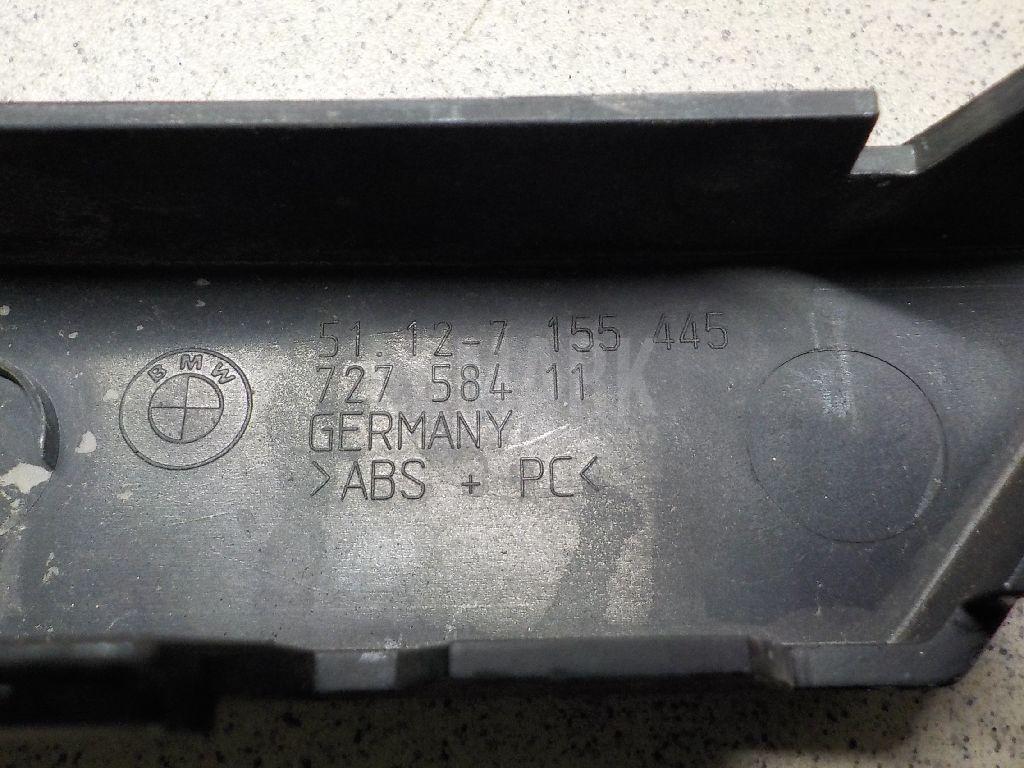 51.12-7 155 445
BMW
727 584 11
GERMANY
>ABS + PC<